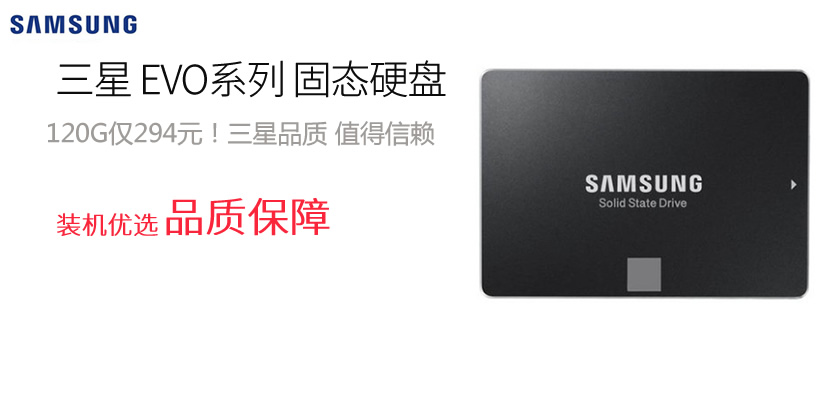 SAMSUNG
三星 EVO系列 固态硬盘
120G仅294元！三星品质 值得信赖
装机优选 品质保障
SAMSUNG
Solid State Drive